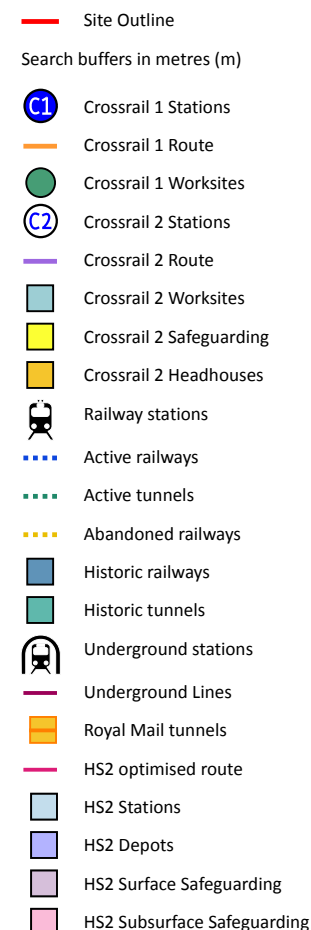 Site Outline
Search buffers in metres (m)
C1 Crossrail 1 Stations
Crossrail 1 Route
Crossrail 1 Worksites
C2 Crossrail 2 Stations
Crossrail 2 Route
Crossrail 2 Worksites
Crossrail 2 Safeguarding
Crossrail 2 Headhouses
Railway stations
Active railways
Active tunnels
Abandoned railways
Historic railways
Historic tunnels
Underground stations
Underground Lines
Royal Mail tunnels
HS2 optimised route
HS2 Stations
HS2 Depots
HS2 Surface Safeguarding
HS2 Subsurface Safeguarding